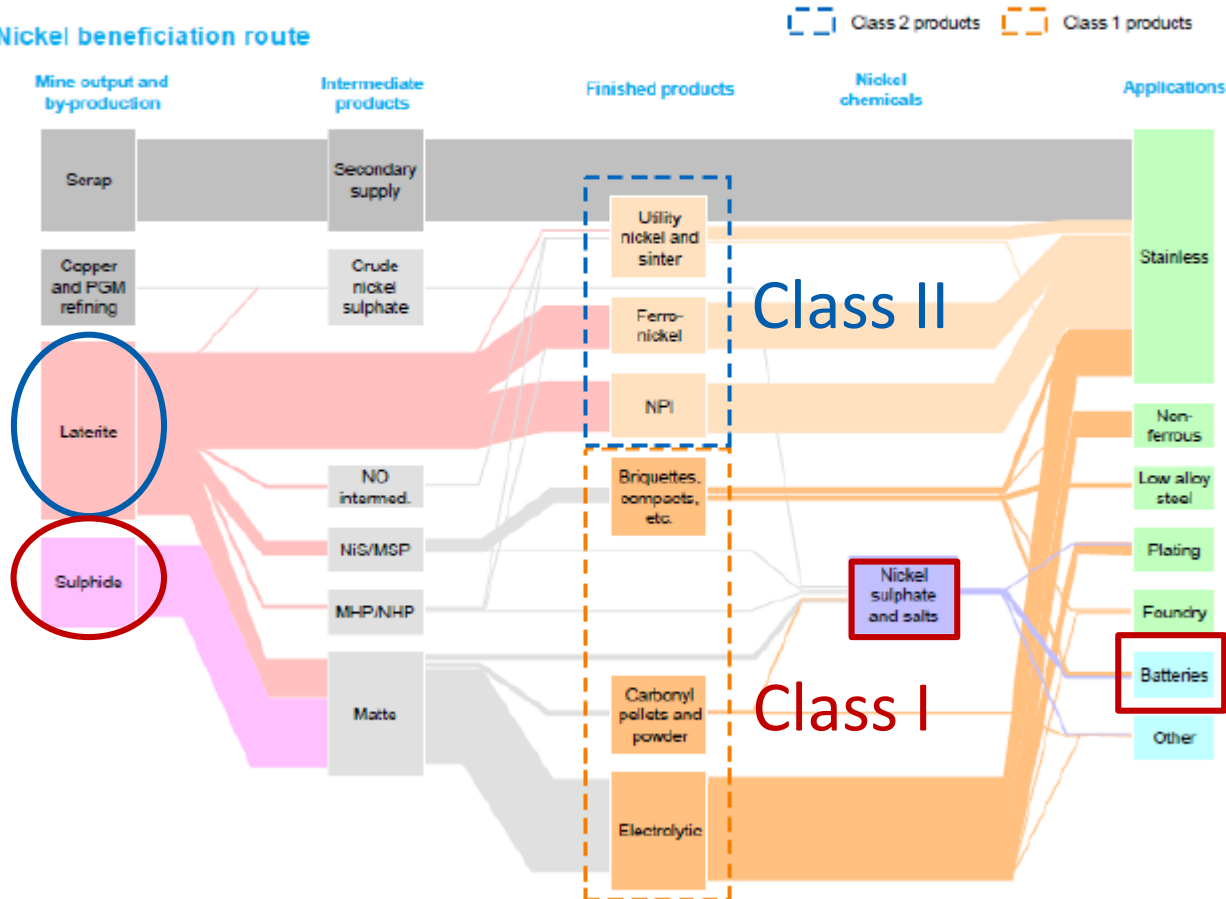 Nickel beneficiation route
Class 2 products
Class 1 products
Mine output and
by-production
Intermediate
products
Finished products
Nickel
chemicals
Applications
Scrap
Secondary
supply
Utility
nickel and
sinter
Stainless
Copper
and PGM
refining
Crude
nickel
sulphate
Ferro-
nickel
Class II
Laterite
NPI
Non-
ferrous
NO
intermed.
Briquettes,
compacts,
etc.
Low alloy
steel
Sulphide
NiS/MSP
Nickel
sulphate
and salts
Plating
MHP/NHP
Foundry
Matte
Carbonyl
pellets and
powder
Class I
Batteries
Other
Electrolytic